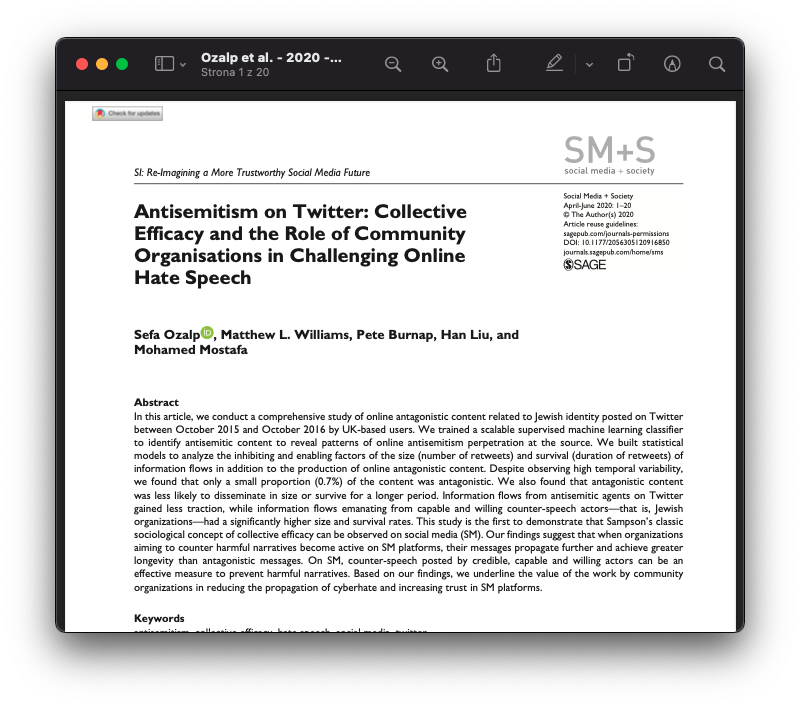 Ozalp et al. - 2020 -...
Strona 1 z 20
Check for updates
SM+S
social media + society
SI: Re-Imagining a More Trustworthy Social Media Future
Antisemitism on Twitter: Collective
Efficacy and the Role of Community
Organisations in Challenging Online
Hate Speech
Social Media + Society
April-June 2020: 1–20
© The Author(s) 2020
Article reuse guidelines:
sagepub.com/journals-permissions
DOI: 10.1177/2056305120916850
journals.sagepub.com/home/sms
SAGE
Sefa Ozalp iD, Matthew L. Williams, Pete Burnap, Han Liu, and
Mohamed Mostafa
Abstract
In this article, we conduct a comprehensive study of online antagonistic content related to Jewish identity posted on Twitter
between October 2015 and October 2016 by UK-based users. We trained a scalable supervised machine learning classifier
to identify antisemitic content to reveal patterns of online antisemitism perpetration at the source. We built statistical
models to analyze the inhibiting and enabling factors of the size (number of retweets) and survival (duration of retweets) of
information flows in addition to the production of online antagonistic content. Despite observing high temporal variability,
we found that only a small proportion (0.7%) of the content was antagonistic. We also found that antagonistic content
was less likely to disseminate in size or survive for a longer period. Information flows from antisemitic agents on Twitter
gained less traction, while information flows emanating from capable and willing counter-speech actors—that is, Jewish
organizations—had a significantly higher size and survival rates. This study is the first to demonstrate that Sampson's classic
sociological concept of collective efficacy can be observed on social media (SM). Our findings suggest that when organizations
aiming to counter harmful narratives become active on SM platforms, their messages propagate further and achieve greater
longevity than antagonistic messages. On SM, counter-speech posted by credible, capable and willing actors can be an
effective measure to prevent harmful narratives. Based on our findings, we underline the value of the work by community
organizations in reducing the propagation of cyberhate and increasing trust in SM platforms.
Keywords
antisemitism, collective efficacy, hate speech, social media, twitter